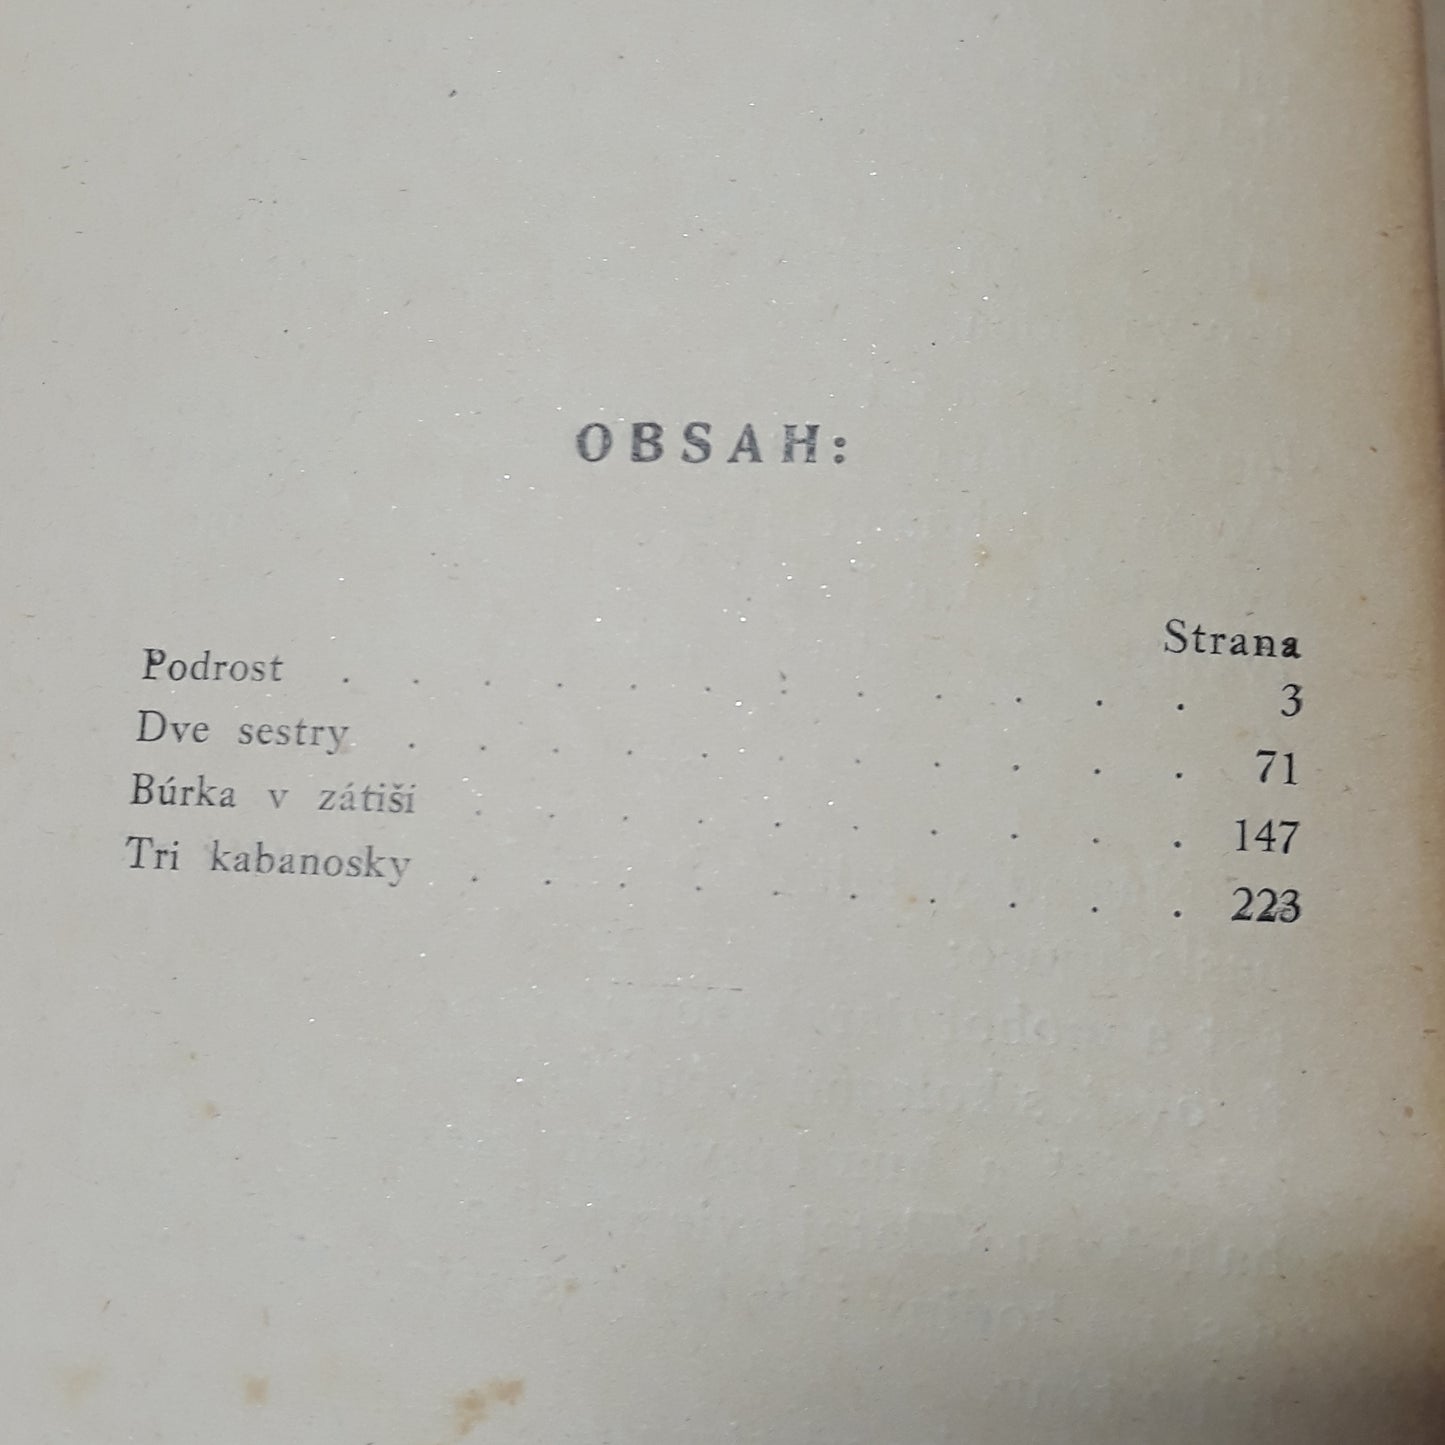 OBSAH:
Strana
Podrost . . . . . . . . . . . . 3
Dve sestry . . . . . . . . . . . 71
Búrka v zátiší . . . . . . . . . . 147
Tri kabanosky . . . . . . . . . . 223